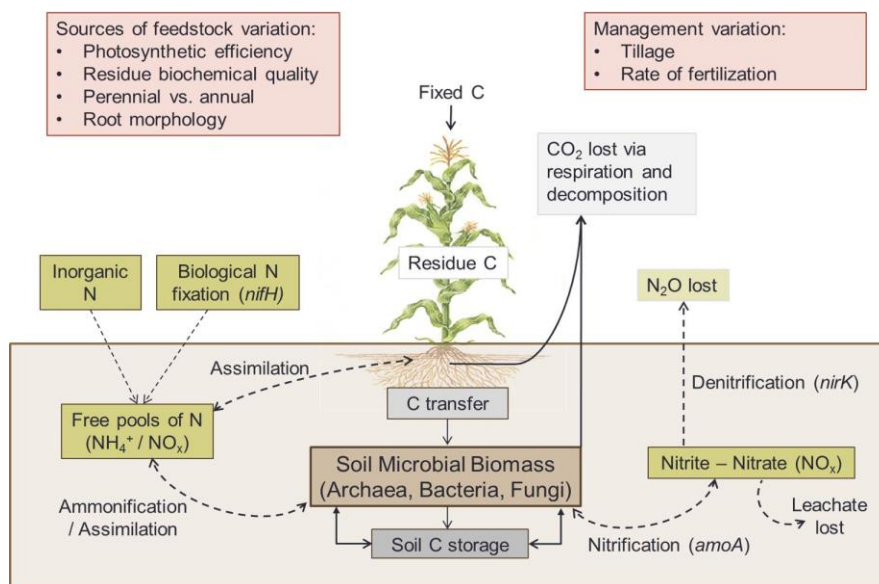 Sources of feedstock variation:
• Photosynthetic efficiency
• Residue biochemical quality
• Perennial vs. annual
• Root morphology
Management variation:
• Tillage
• Rate of fertilization
Fixed C
CO₂ lost via
respiration and
decomposition
Residue C
Inorganic
N
Biological N
fixation (nifH)
N₂O lost
Assimilation
Denitrification (nirK)
C transfer
Free pools of N
(NH₄⁺ / NOₓ)
Soil Microbial Biomass
(Archaea, Bacteria, Fungi)
Nitrite – Nitrate (NOₓ)
Ammonification
/ Assimilation
Leachate
lost
Soil C storage
Nitrification (amoA)